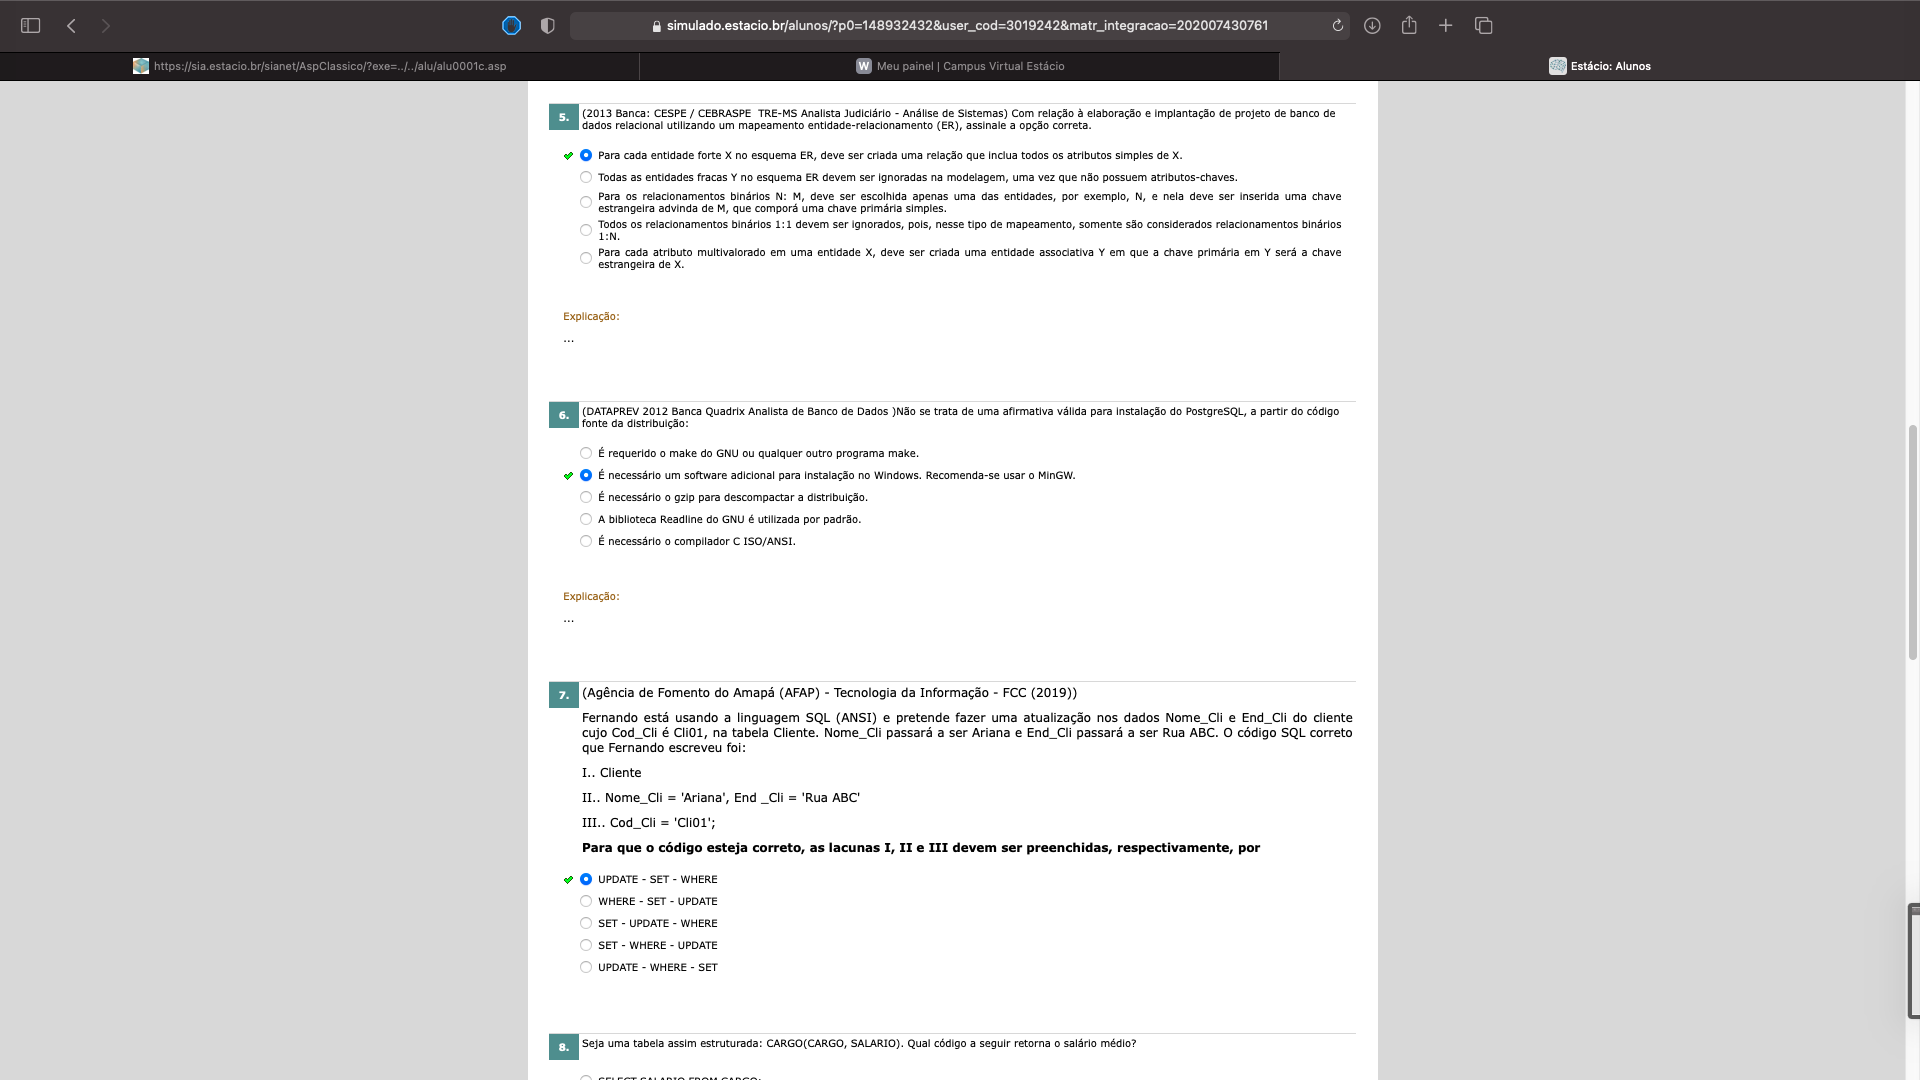 simulado.estacio.br/alunos/?p0=148932432&user_cod=3019242&matr_integracao=202007430761
https://sia.estacio.br/sianet/AspClassico/?exe=../../alu/alu0001c.asp
W Meu painel | Campus Virtual Estácio
Estácio: Alunos
5. (2013 Banca: CESPE / CEBRASPE TRE-MS Analista Judiciário - Análise de Sistemas) Com relação à elaboração e implantação de projeto de banco de
dados relacional utilizando um mapeamento entidade-relacionamento (ER), assinale a opção correta.
Para cada entidade forte X no esquema ER, deve ser criada uma relação que inclua todos os atributos simples de X.
Todas as entidades fracas Y no esquema ER devem ser ignoradas na modelagem, uma vez que não possuem atributos-chaves.
Para os relacionamentos binários N: M, deve ser escolhida apenas uma das entidades, por exemplo, N, e nela deve ser inserida uma chave
estrangeira advinda de M, que comporá uma chave primária simples.
Todos os relacionamentos binários 1:1 devem ser ignorados, pois, nesse tipo de mapeamento, somente são considerados relacionamentos binários
1:N.
Para cada atributo multivalorado em uma entidade X, deve ser criada uma entidade associativa Y em que a chave primária em Y será a chave
estrangeira de X.
Explicação:
...
6. (DATAPREV 2012 Banca Quadrix Analista de Banco de Dados )Não se trata de uma afirmativa válida para instalação do PostgreSQL, a partir do código
fonte da distribuição:
É requerido o make do GNU ou qualquer outro programa make.
É necessário um software adicional para instalação no Windows. Recomenda-se usar o MinGW.
É necessário o gzip para descompactar a distribuição.
A biblioteca Readline do GNU é utilizada por padrão.
É necessário o compilador C ISO/ANSI.
Explicação:
...
7. (Agência de Fomento do Amapá (AFAP) - Tecnologia da Informação - FCC (2019))
Fernando está usando a linguagem SQL (ANSI) e pretende fazer uma atualização nos dados Nome_Cli e End_Cli do cliente
cujo Cod_Cli é Cli01, na tabela Cliente. Nome_Cli passará a ser Ariana e End_Cli passará a ser Rua ABC. O código SQL correto
que Fernando escreveu foi:
I.. Cliente
II.. Nome_Cli = 'Ariana', End _Cli = 'Rua ABC'
III.. Cod_Cli = 'Cli01';
Para que o código esteja correto, as lacunas I, II e III devem ser preenchidas, respectivamente, por
UPDATE - SET - WHERE
WHERE - SET - UPDATE
SET - UPDATE - WHERE
SET - WHERE - UPDATE
UPDATE - WHERE - SET
8. Seja uma tabela assim estruturada: CARGO(CARGO, SALARIO). Qual código a seguir retorna o salário médio?
SELECT SALARIO FROM CARGO;